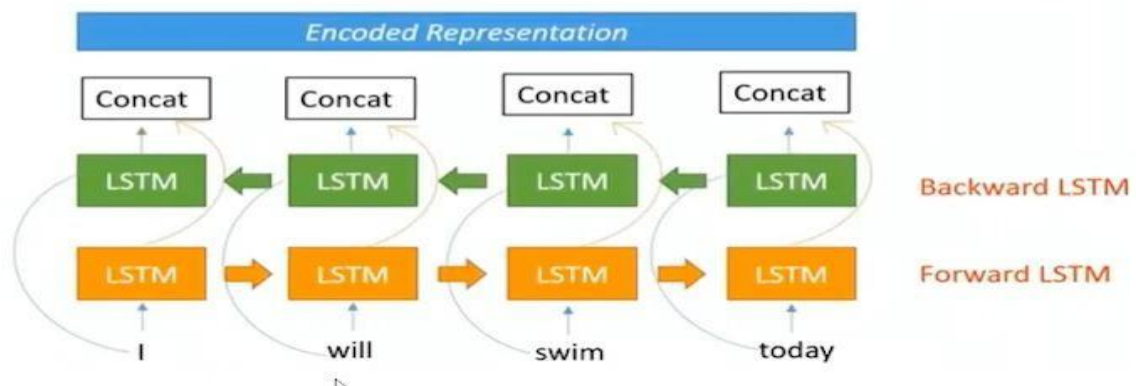 Encoded Representation
Concat Concat Concat Concat
LSTM LSTM LSTM LSTM Backward LSTM
LSTM LSTM LSTM LSTM Forward LSTM
I will swim today